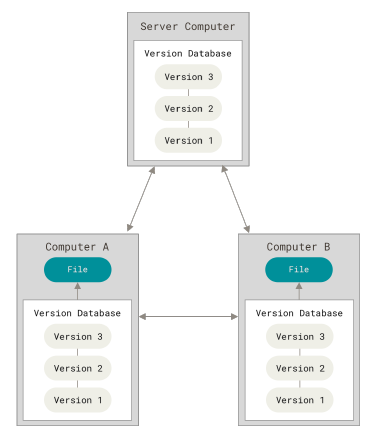 Server Computer
Version Database
Version 3
Version 2
Version 1
Computer A
File
Version Database
Version 3
Version 2
Version 1
Computer B
File
Version Database
Version 3
Version 2
Version 1